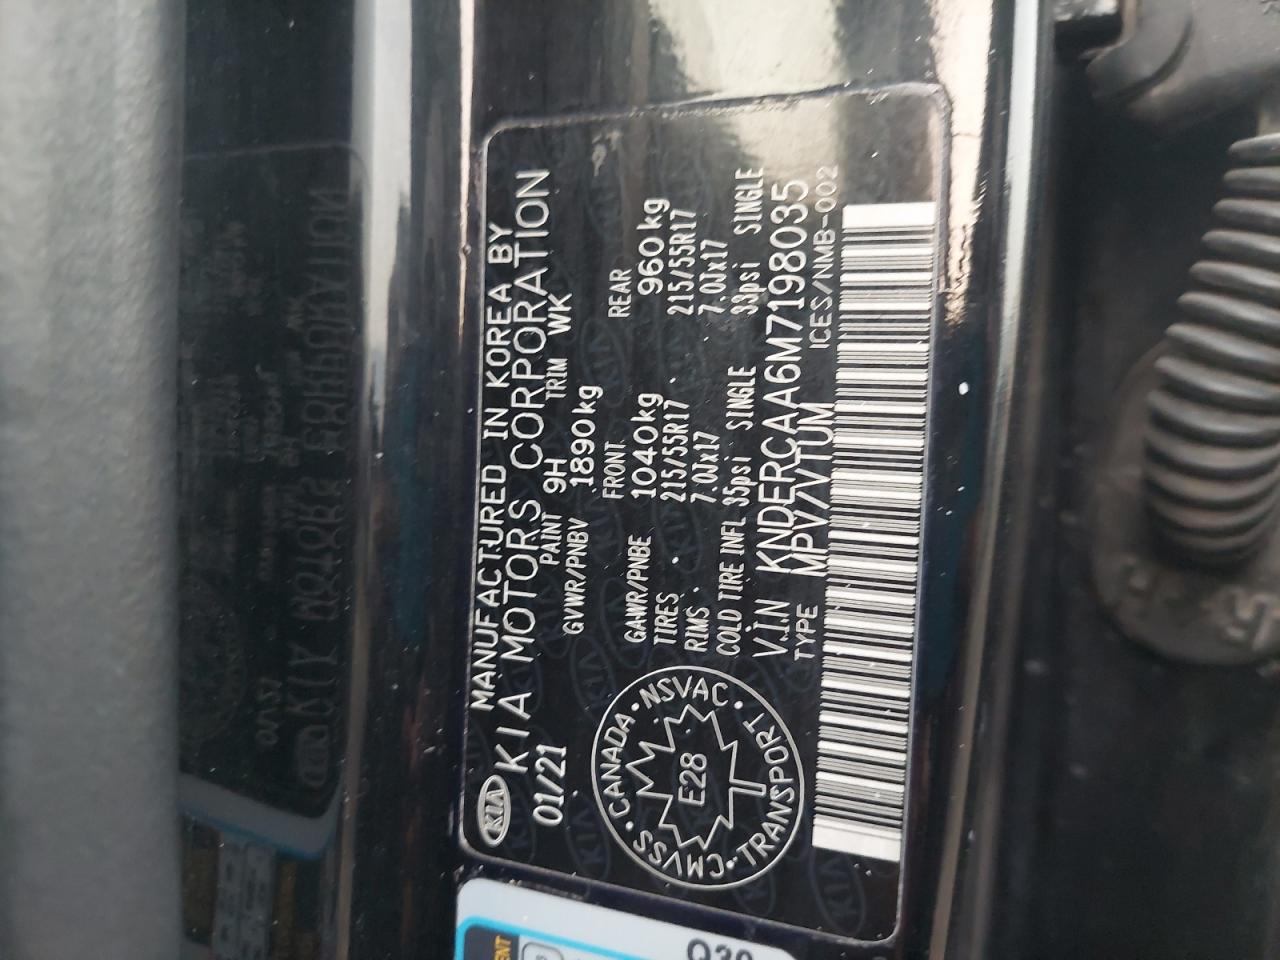 KIA
MANUFACTURED IN KOREA BY
KIA MOTORS CORPORATION
01/21 PAINT 9H TRIM WK
GVWR/PNBV 1890kg
FRONT REAR
GAWR/PNBE 1040kg 960kg
TIRES 215/55R17 215/55R17
RIMS 7.0Jx17 7.0Jx17
COLD TIRE INFL 35psi SINGLE 33psi SINGLE
V.I.N KNDERCAA6M7198035
TYPE MPV/VTUM ICES/NMB-002
CANADA NSVAC
E28
CMVSS TRANSPORT